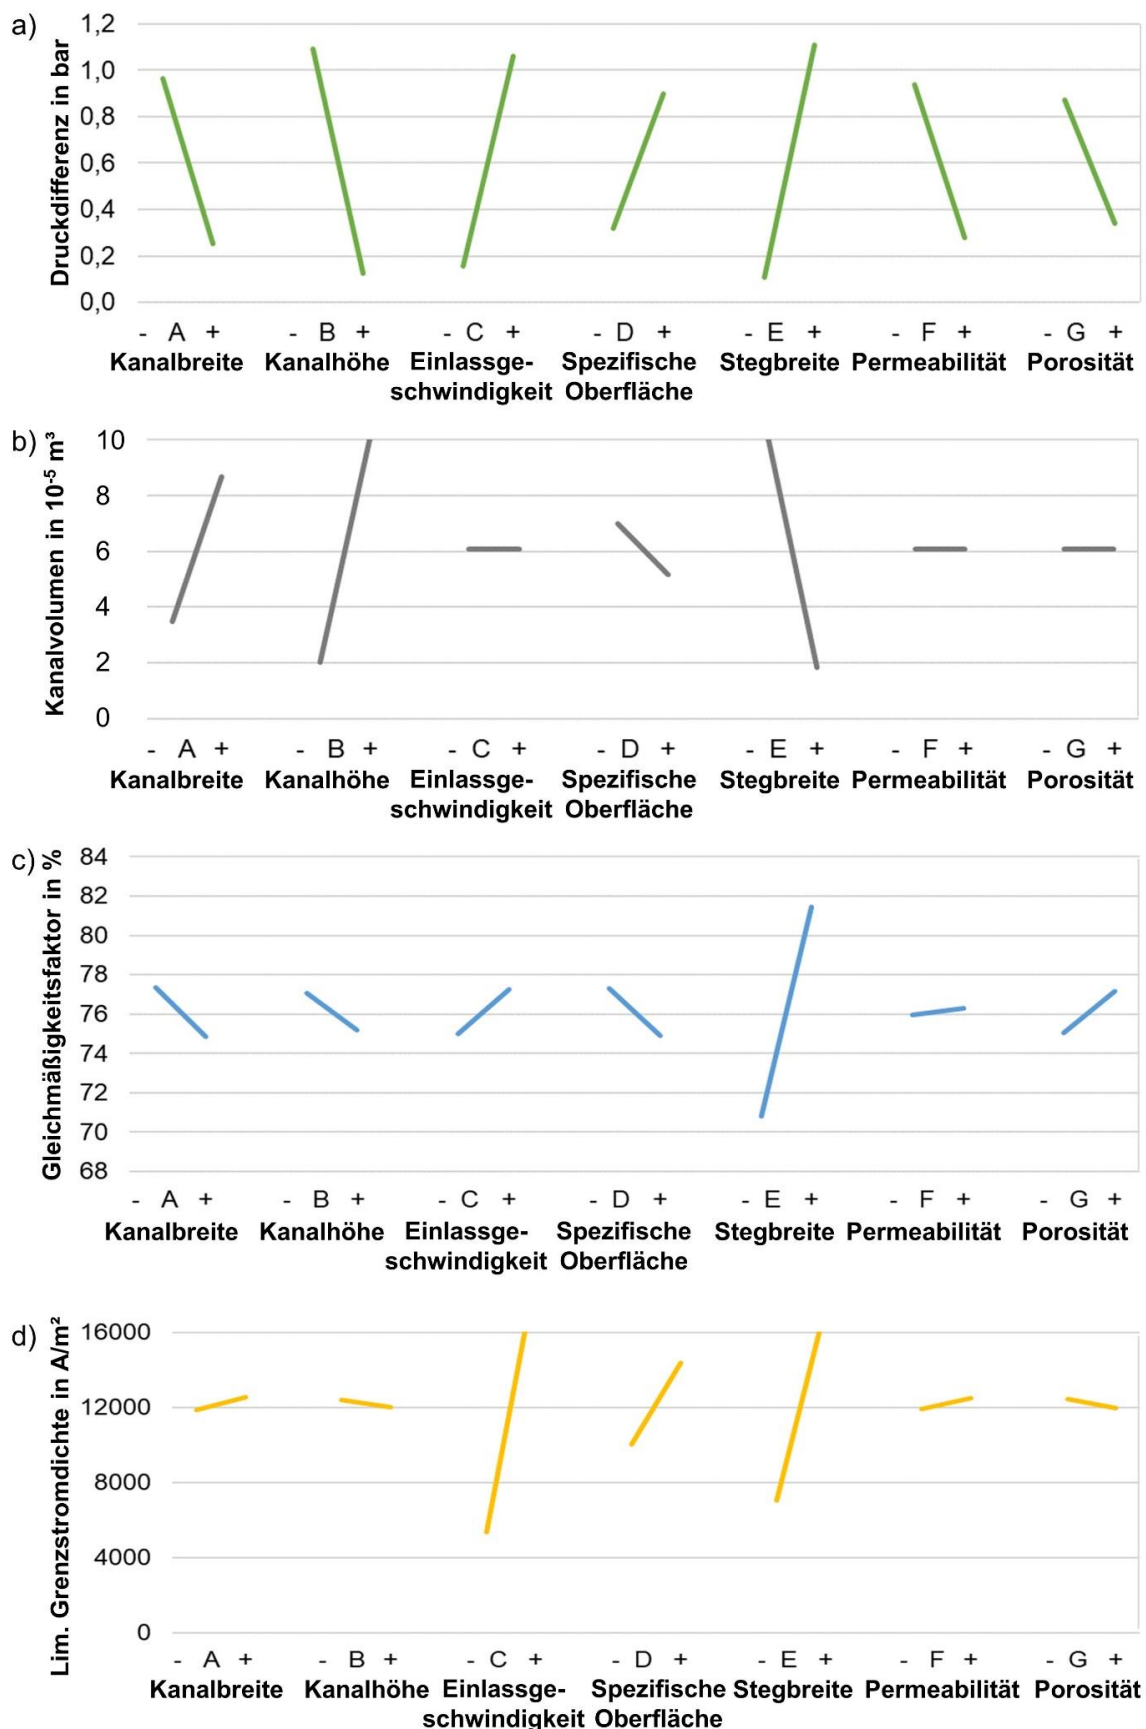 a)
Druckdifferenz in bar
1,2
1,0
0,8
0,6
0,4
0,2
0,0
- A + - B + - C + - D + - E + - F + - G +
Kanalbreite Kanalhöhe Einlassge- Spezifische Stegbreite Permeabilität Porosität
schwindigkeit Oberfläche
b)
Kanalvolumen in 10⁻⁵ m³
10
8
6
4
2
0
- A + - B + - C + - D + - E + - F + - G +
Kanalbreite Kanalhöhe Einlassge- Spezifische Stegbreite Permeabilität Porosität
schwindigkeit Oberfläche
c)
Gleichmäßigkeitsfaktor in %
84
82
80
78
76
74
72
70
68
- A + - B + - C + - D + - E + - F + - G +
Kanalbreite Kanalhöhe Einlassge- Spezifische Stegbreite Permeabilität Porosität
schwindigkeit Oberfläche
d)
Lim. Grenzstromdichte in A/m²
16000
12000
8000
4000
0
- A + - B + - C + - D + - E + - F + - G +
Kanalbreite Kanalhöhe Einlassge- Spezifische Stegbreite Permeabilität Porosität
schwindigkeit Oberfläche